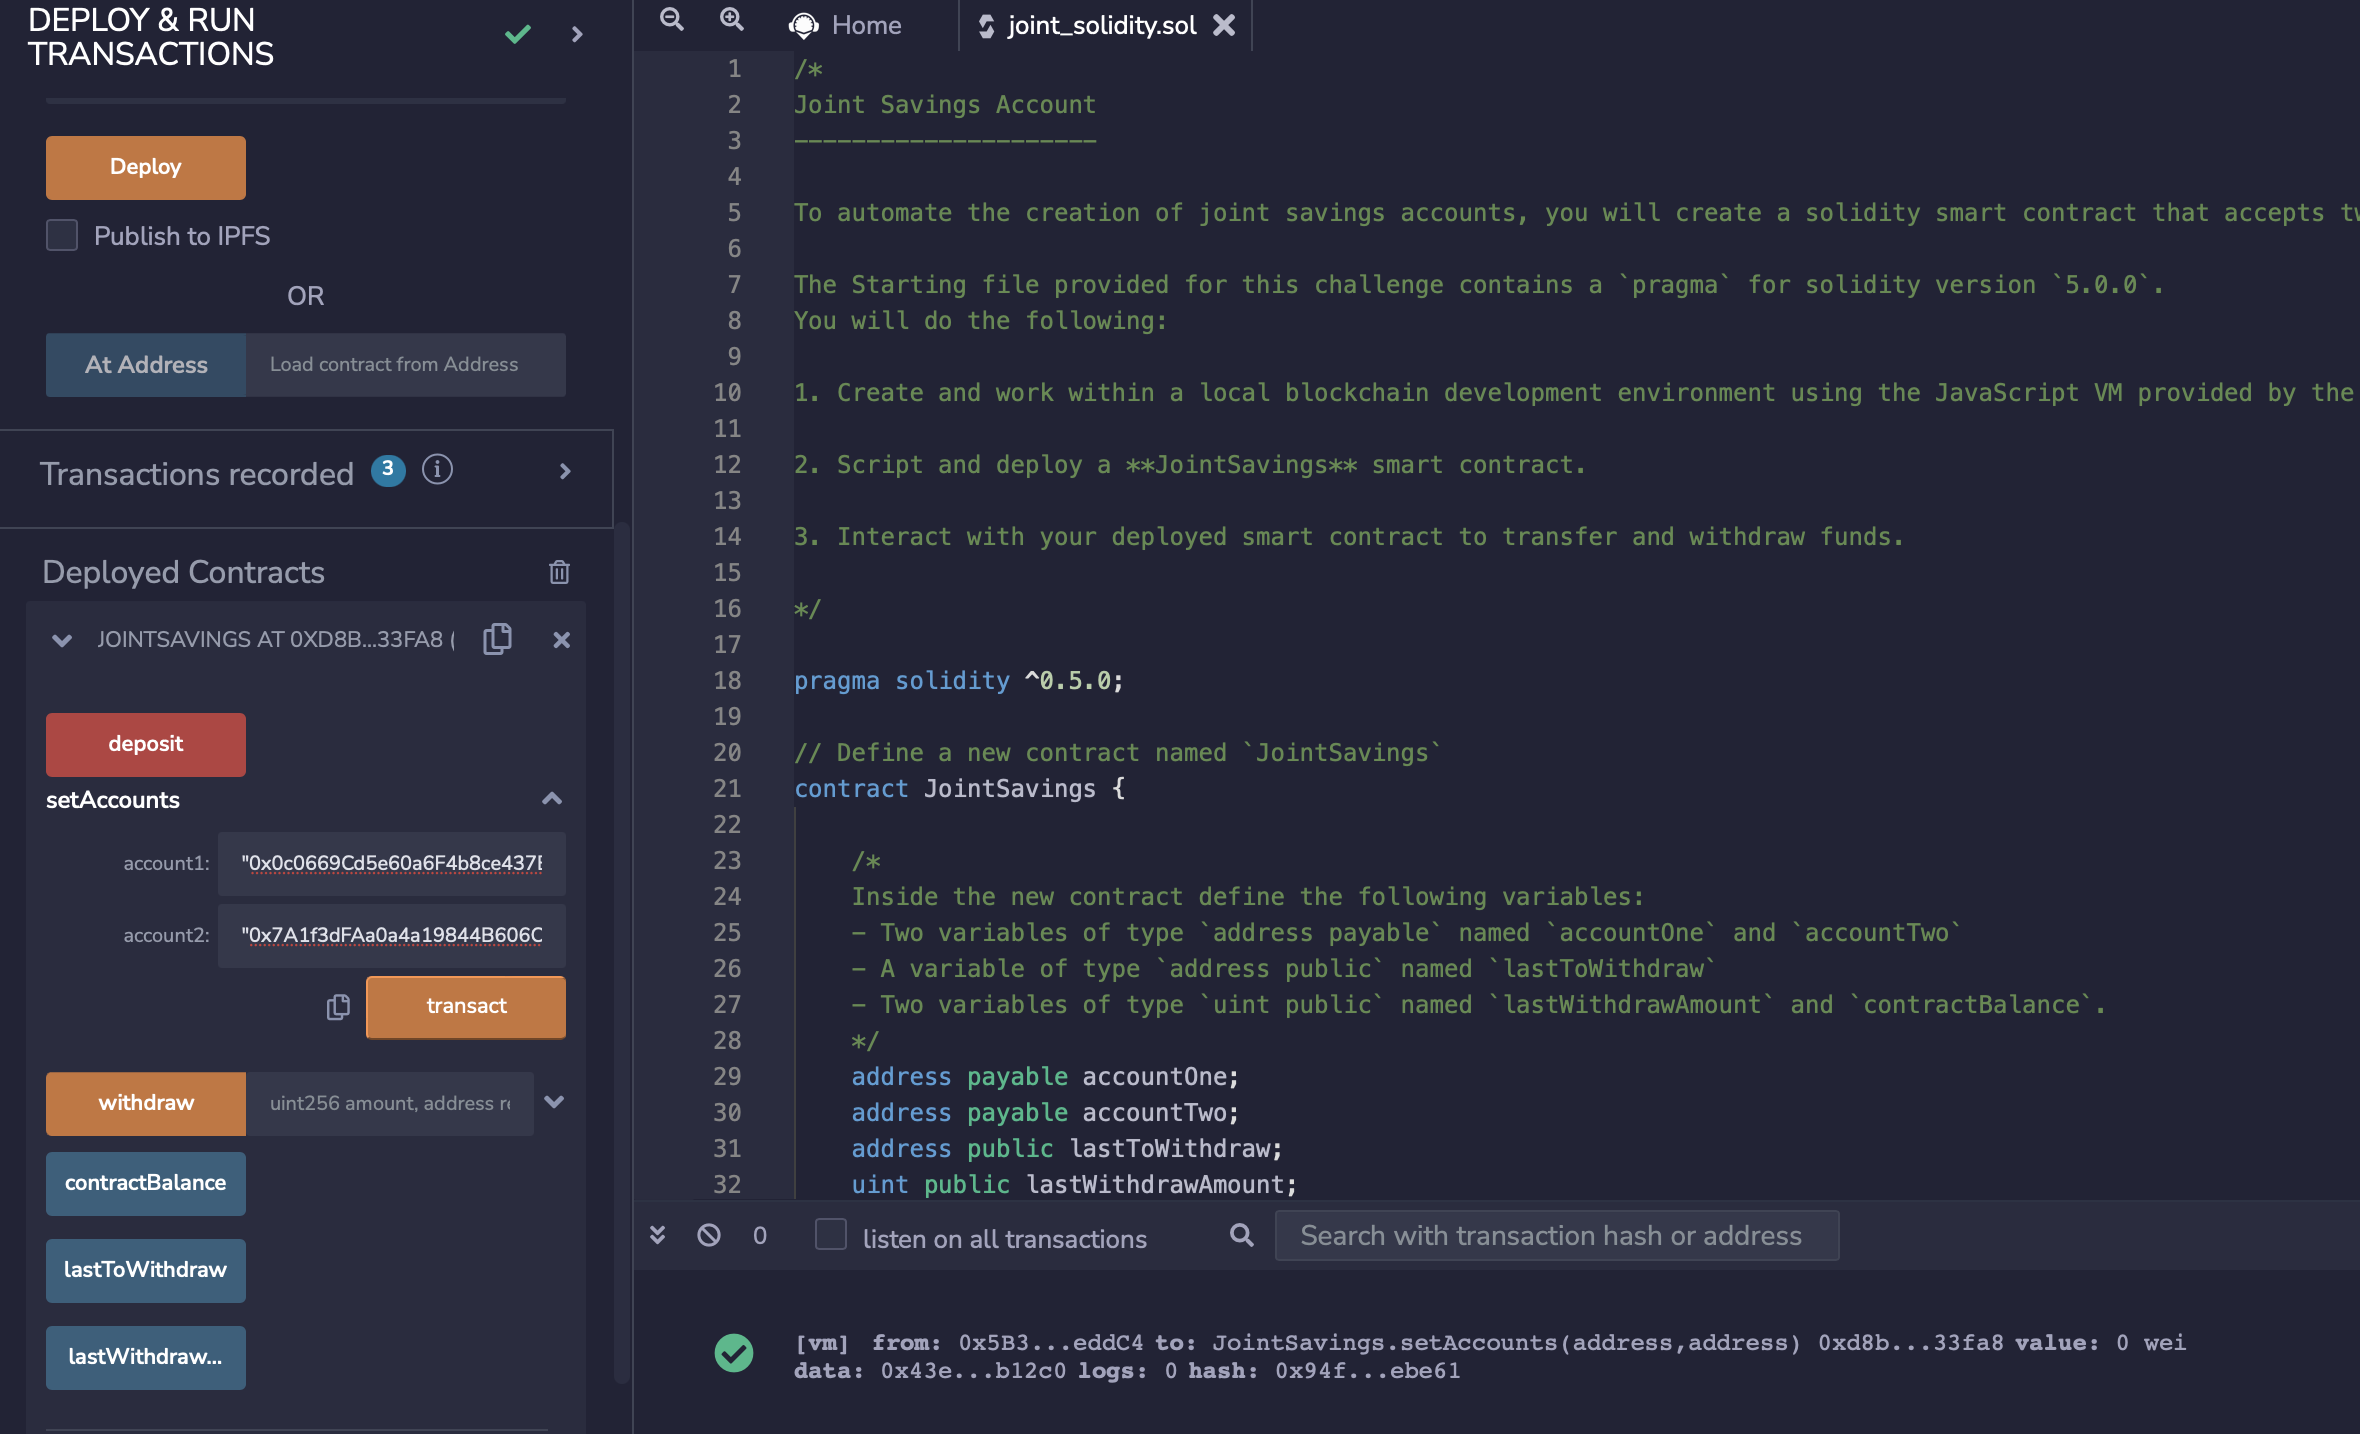 DEPLOY & RUN
TRANSACTIONS
Deploy
Publish to IPFS
OR
At Address
Load contract from Address
Transactions recorded 3 i
Deployed Contracts
JOINTSAVINGS AT 0XD8B...33FA8 (
deposit
setAccounts
account1: "0x0c0669Cd5e60a6F4b8ce437E
account2: "0x7A1f3dFAa0a4a19844B606C
transact
withdraw
uint256 amount, address re
contractBalance
lastToWithdraw
lastWithdraw...
Home
joint_solidity.sol
1 /*
2 Joint Savings Account
3 ---------------------
4
5 To automate the creation of joint savings accounts, you will create a solidity smart contract that accepts tw
6
7 The Starting file provided for this challenge contains a `pragma` for solidity version `5.0.0`.
8 You will do the following:
9
10 1. Create and work within a local blockchain development environment using the JavaScript VM provided by the
11
12 2. Script and deploy a **JointSavings** smart contract.
13
14 3. Interact with your deployed smart contract to transfer and withdraw funds.
15
16 */
17
18 pragma solidity ^0.5.0;
19
20 // Define a new contract named `JointSavings`
21 contract JointSavings {
22
23 /*
24 Inside the new contract define the following variables:
25 - Two variables of type `address payable` named `accountOne` and `accountTwo`
26 - A variable of type `address public` named `lastToWithdraw`
27 - Two variables of type `uint public` named `lastWithdrawAmount` and `contractBalance`.
28 */
29 address payable accountOne;
30 address payable accountTwo;
31 address public lastToWithdraw;
32 uint public lastWithdrawAmount;
0
listen on all transactions
Search with transaction hash or address
[vm] from: 0x5B3...eddC4 to: JointSavings.setAccounts(address,address) 0xd8b...33fa8 value: 0 wei
data: 0x43e...b12c0 logs: 0 hash: 0x94f...ebe61